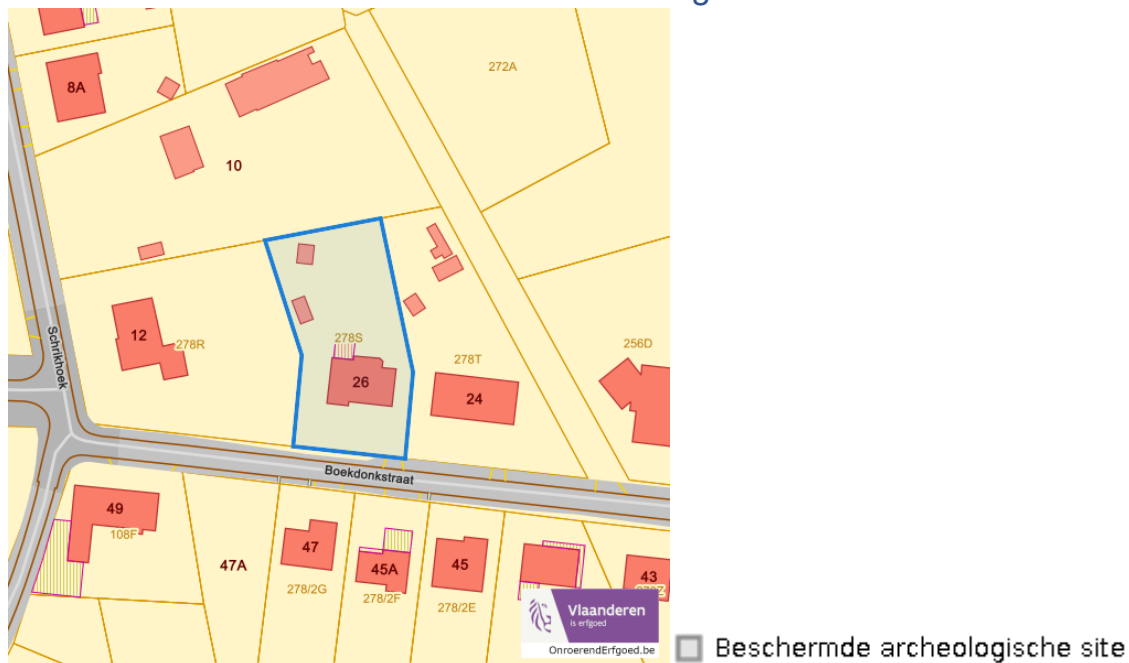 272A
8A
10
Schrikhoek
12
278R
278S
26
278T
24
256D
Boekdonkstraat
49
108F
47A
47
278/2G
45A
278/2F
45
278/2E
43
Vlaanderen
is erfgoed
OnroerendErfgoed.be
Beschermde archeologische site